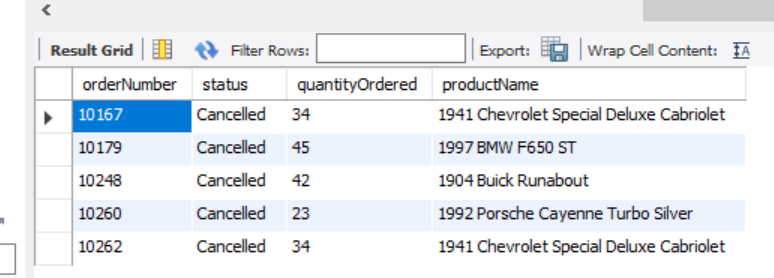 Result Grid Filter Rows: Export: Wrap Cell Content: IA
orderNumber status quantityOrdered productName
10167 Cancelled 34 1941 Chevrolet Special Deluxe Cabriolet
10179 Cancelled 45 1997 BMW F650 ST
10248 Cancelled 42 1904 Buick Runabout
10260 Cancelled 23 1992 Porsche Cayenne Turbo Silver
10262 Cancelled 34 1941 Chevrolet Special Deluxe Cabriolet